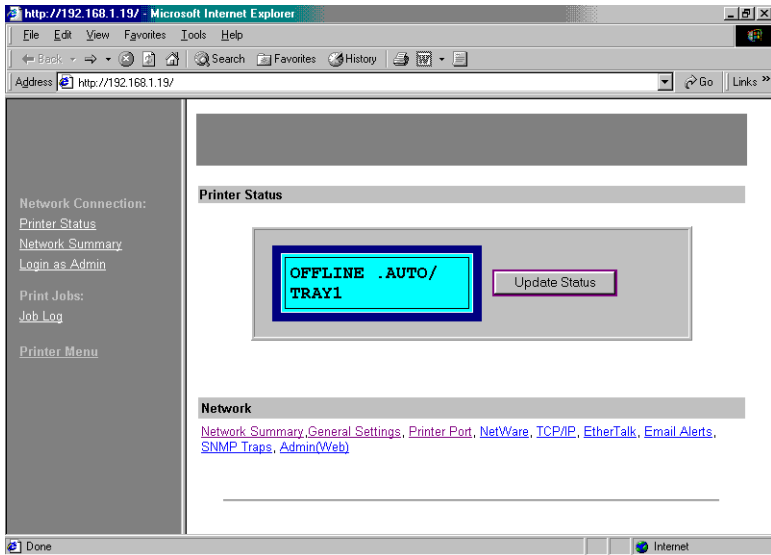 http://192.168.1.19/ - Microsoft Internet Explorer
File Edit View Favorites Tools Help
Back Search Favorites History
Address http://192.168.1.19/ Go Links »
Network Connection:
Printer Status
Network Summary
Login as Admin
Print Jobs:
Job Log
Printer Menu
Printer Status
OFFLINE .AUTO/
TRAY1
Update Status
Network
Network Summary,General Settings, Printer Port, NetWare, TCP/IP, EtherTalk, Email Alerts,
SNMP Traps, Admin(Web)
Done Internet